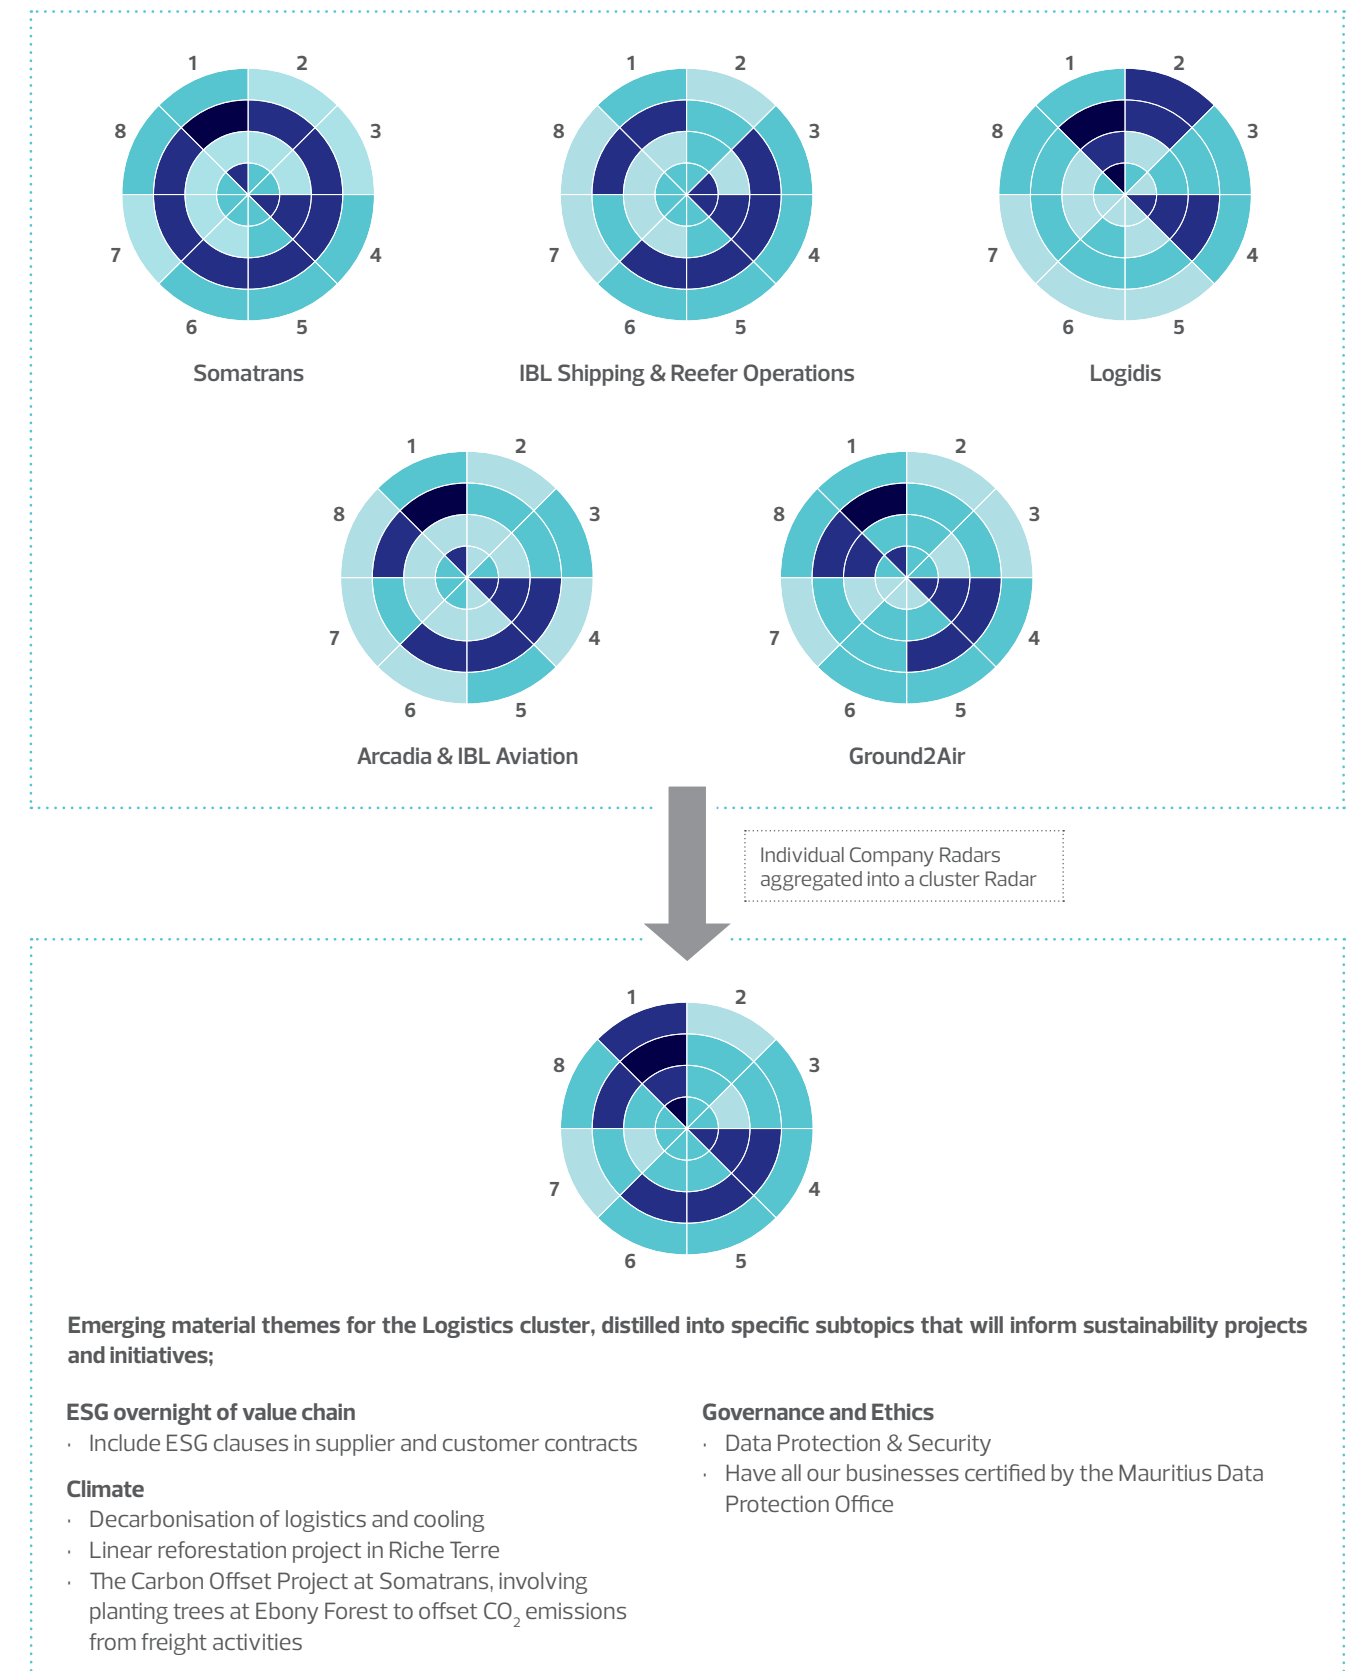 1 2
8 3
7 4
6 5
Somatrans
1 2
8 3
7 4
6 5
IBL Shipping & Reefer Operations
1 2
8 3
7 4
6 5
Logidis
1 2
8 3
7 4
6 5
Arcadia & IBL Aviation
1 2
8 3
7 4
6 5
Ground2Air
Individual Company Radars
aggregated into a cluster Radar
1 2
8 3
7 4
6 5
Emerging material themes for the Logistics cluster, distilled into specific subtopics that will inform sustainability projects
and initiatives;
ESG overnight of value chain
· Include ESG clauses in supplier and customer contracts
Climate
· Decarbonisation of logistics and cooling
· Linear reforestation project in Riche Terre
· The Carbon Offset Project at Somatrans, involving
planting trees at Ebony Forest to offset CO₂ emissions
from freight activities
Governance and Ethics
· Data Protection & Security
· Have all our businesses certified by the Mauritius Data
Protection Office